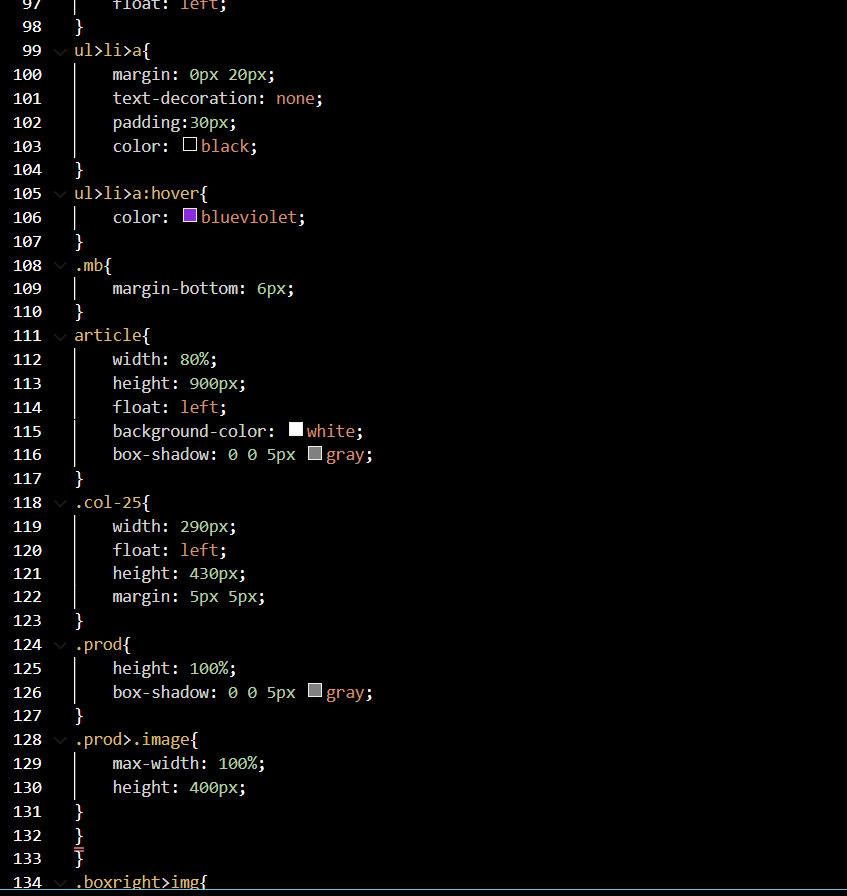 97 float: left;
98 }
99 ul>li>a{
100 margin: 0px 20px;
101 text-decoration: none;
102 padding:30px;
103 color: black;
104 }
105 ul>li>a:hover{
106 color: blueviolet;
107 }
108 .mb{
109 margin-bottom: 6px;
110 }
111 article{
112 width: 80%;
113 height: 900px;
114 float: left;
115 background-color: white;
116 box-shadow: 0 0 5px gray;
117 }
118 .col-25{
119 width: 290px;
120 float: left;
121 height: 430px;
122 margin: 5px 5px;
123 }
124 .prod{
125 height: 100%;
126 box-shadow: 0 0 5px gray;
127 }
128 .prod>.image{
129 max-width: 100%;
130 height: 400px;
131 }
132 }
133 }
134 .boxright>img{